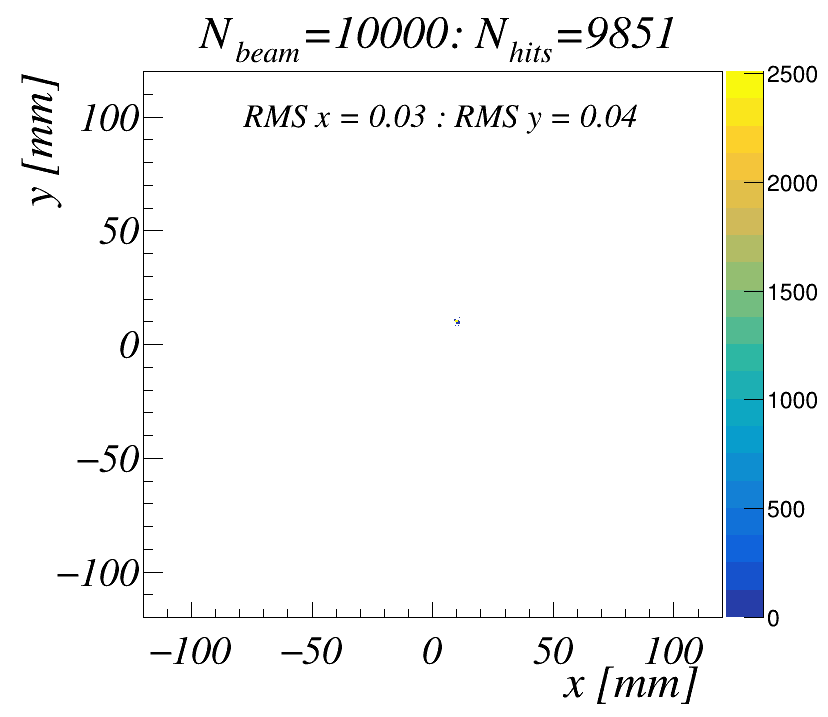 N_beam=10000: N_hits=9851
RMS x = 0.03 : RMS y = 0.04
y [mm]
100
50
0
−50
−100
−100 −50 0 50 100
x [mm]
2500
2000
1500
1000
500
0